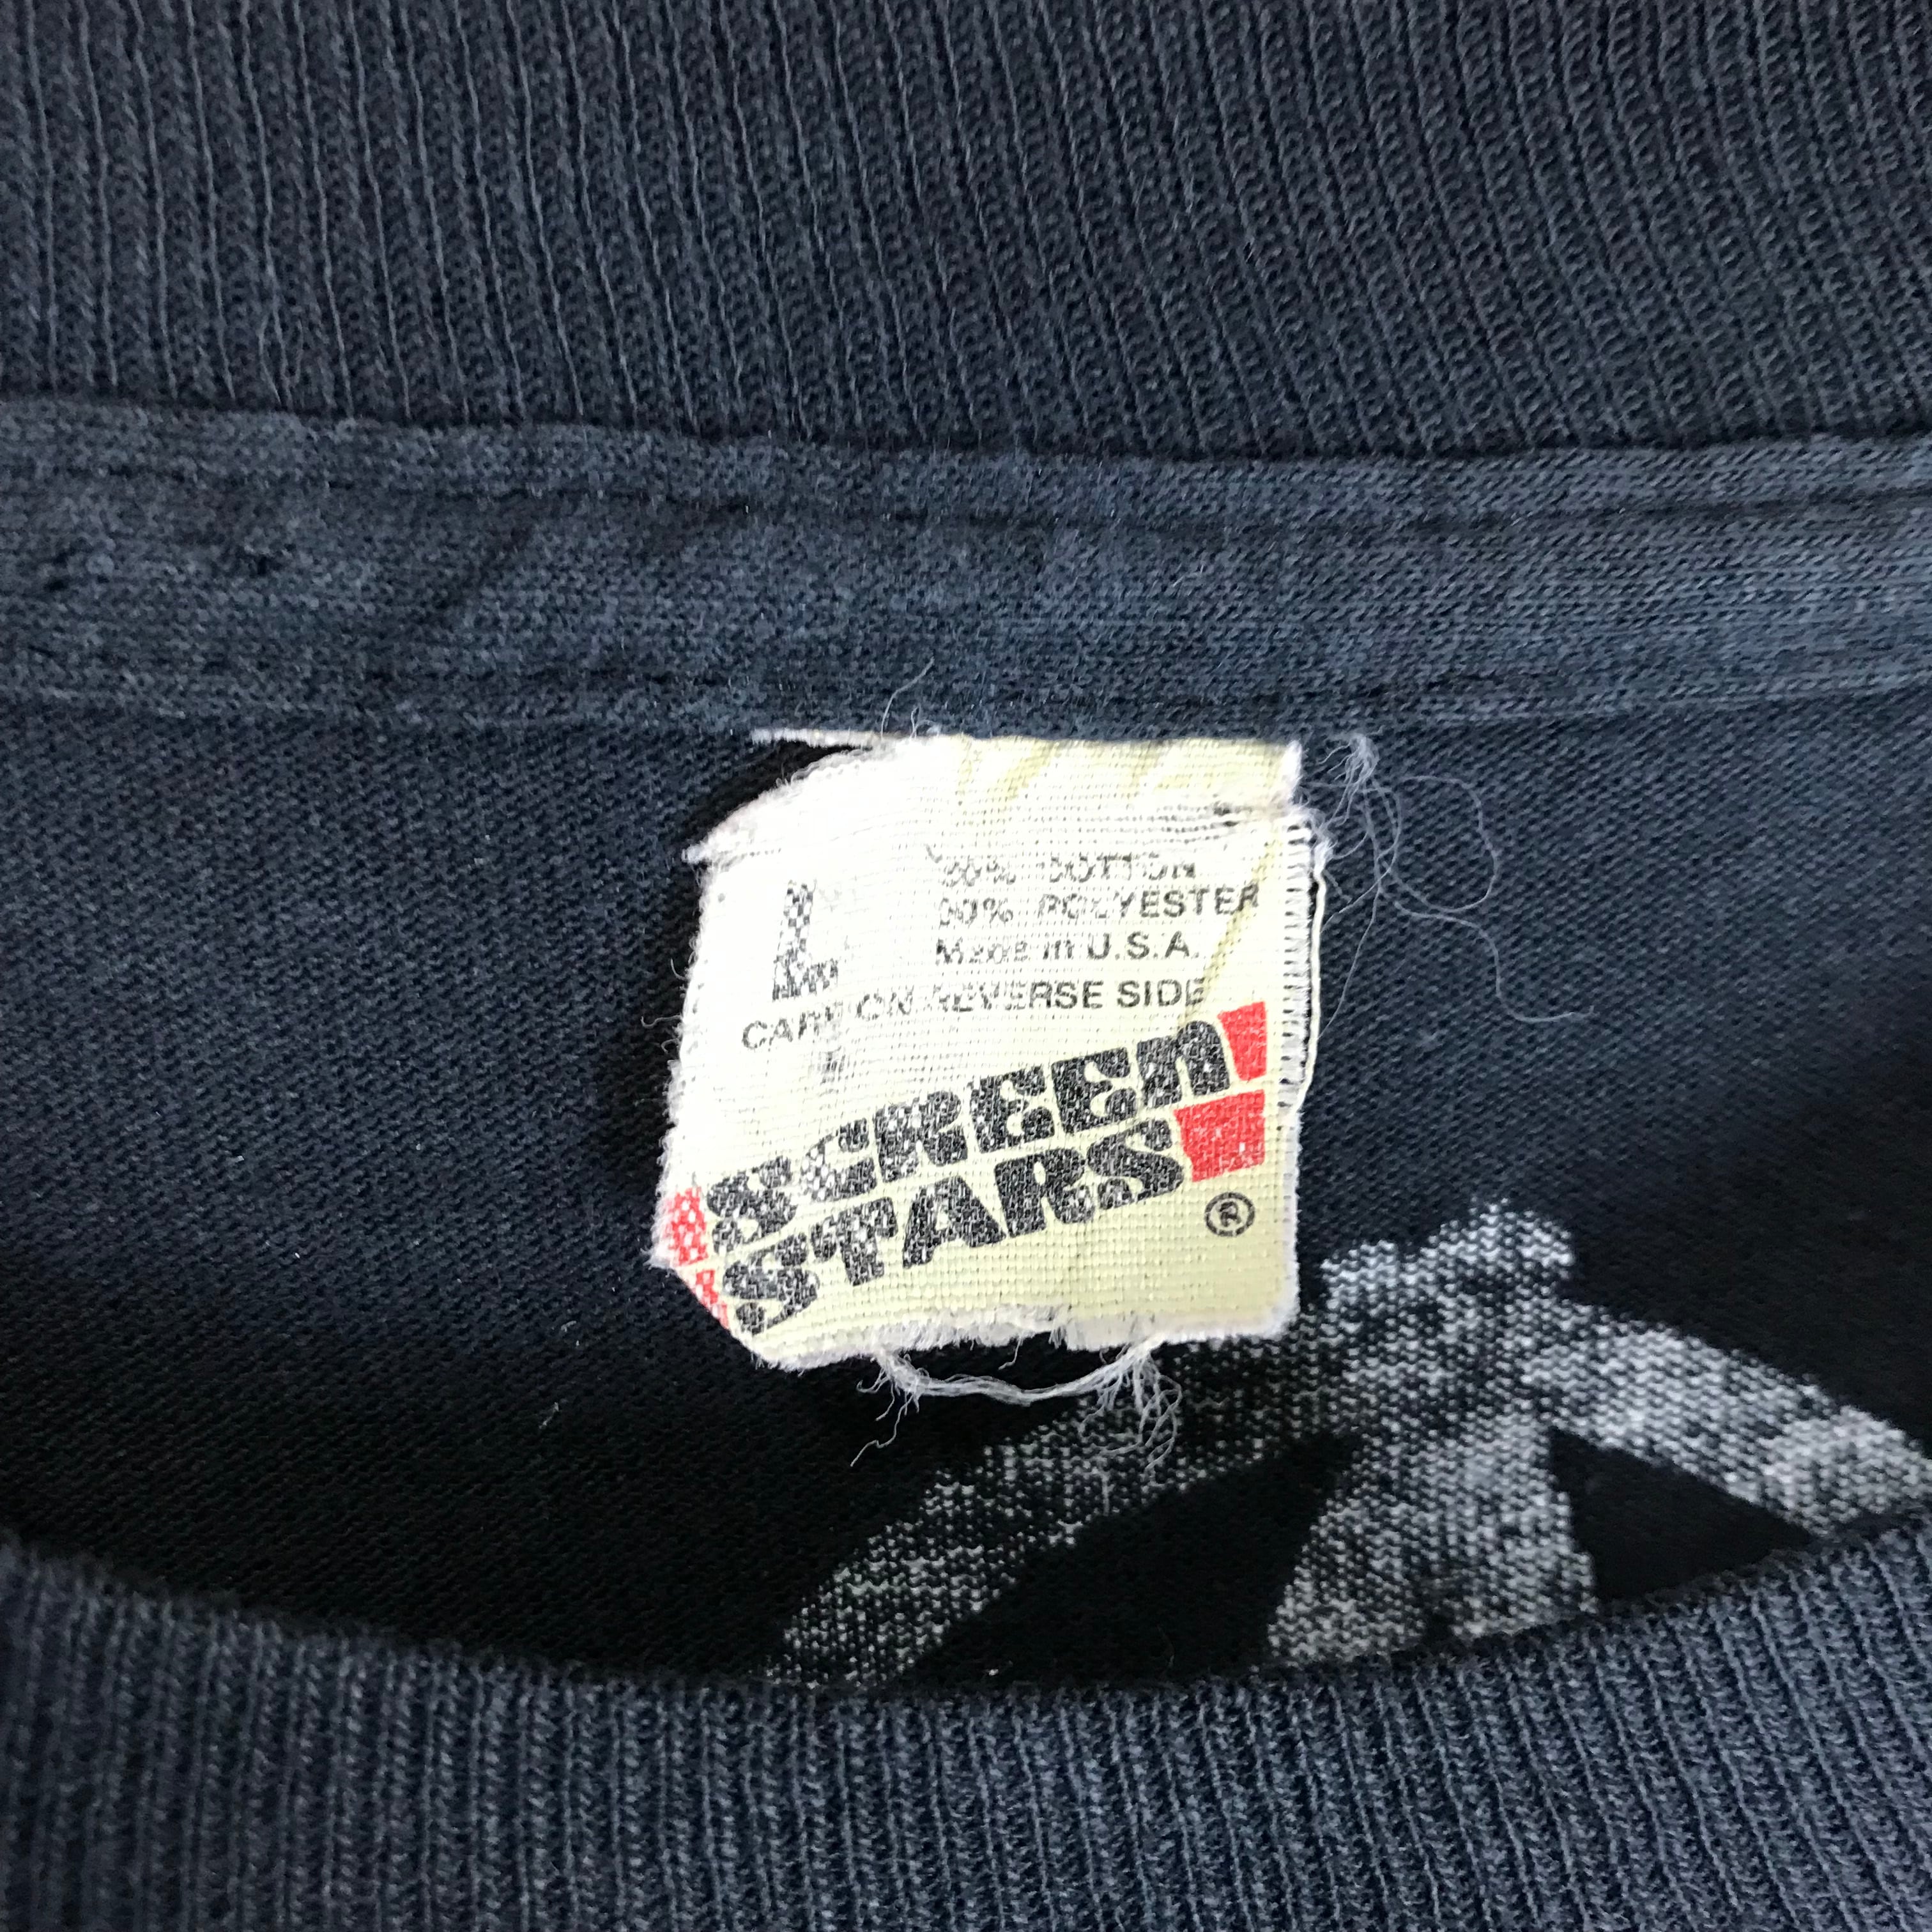 L
COTTON
POLYESTER
Made in U.S.A.
CARE ON REVERSE SIDE
SCREEN
STARS
®